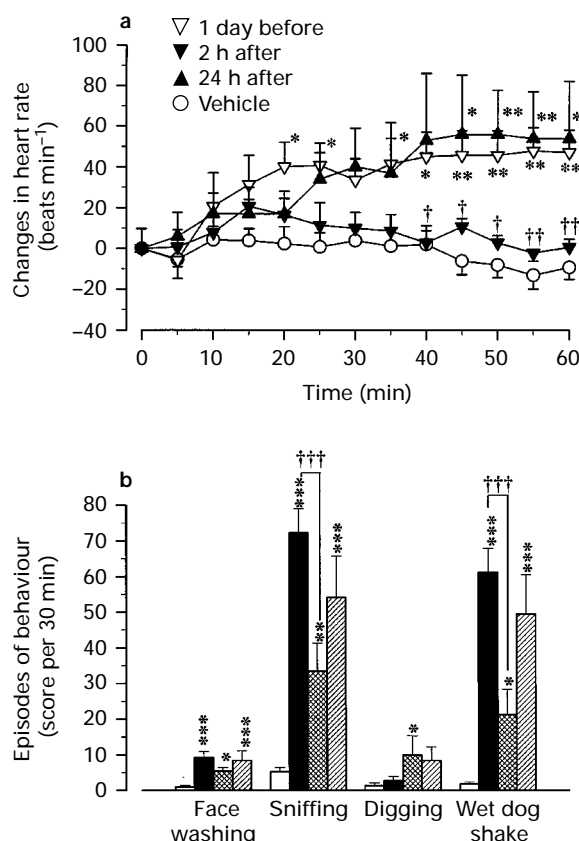 a
1 day before
2 h after
24 h after
Vehicle
Changes in heart rate
(beats min⁻¹)
100
80
60
40
20
0
−20
−40
* * * * ** ** *
* ** ** ** **
† † † †† ††
0 10 20 30 40 50 60
Time (min)
b
Episodes of behaviour
(score per 30 min)
80
70
60
50
40
30
20
10
0
††† †††
*** * *** *** ** *** * *** * ***
Face washing
Sniffing
Digging
Wet dog shake